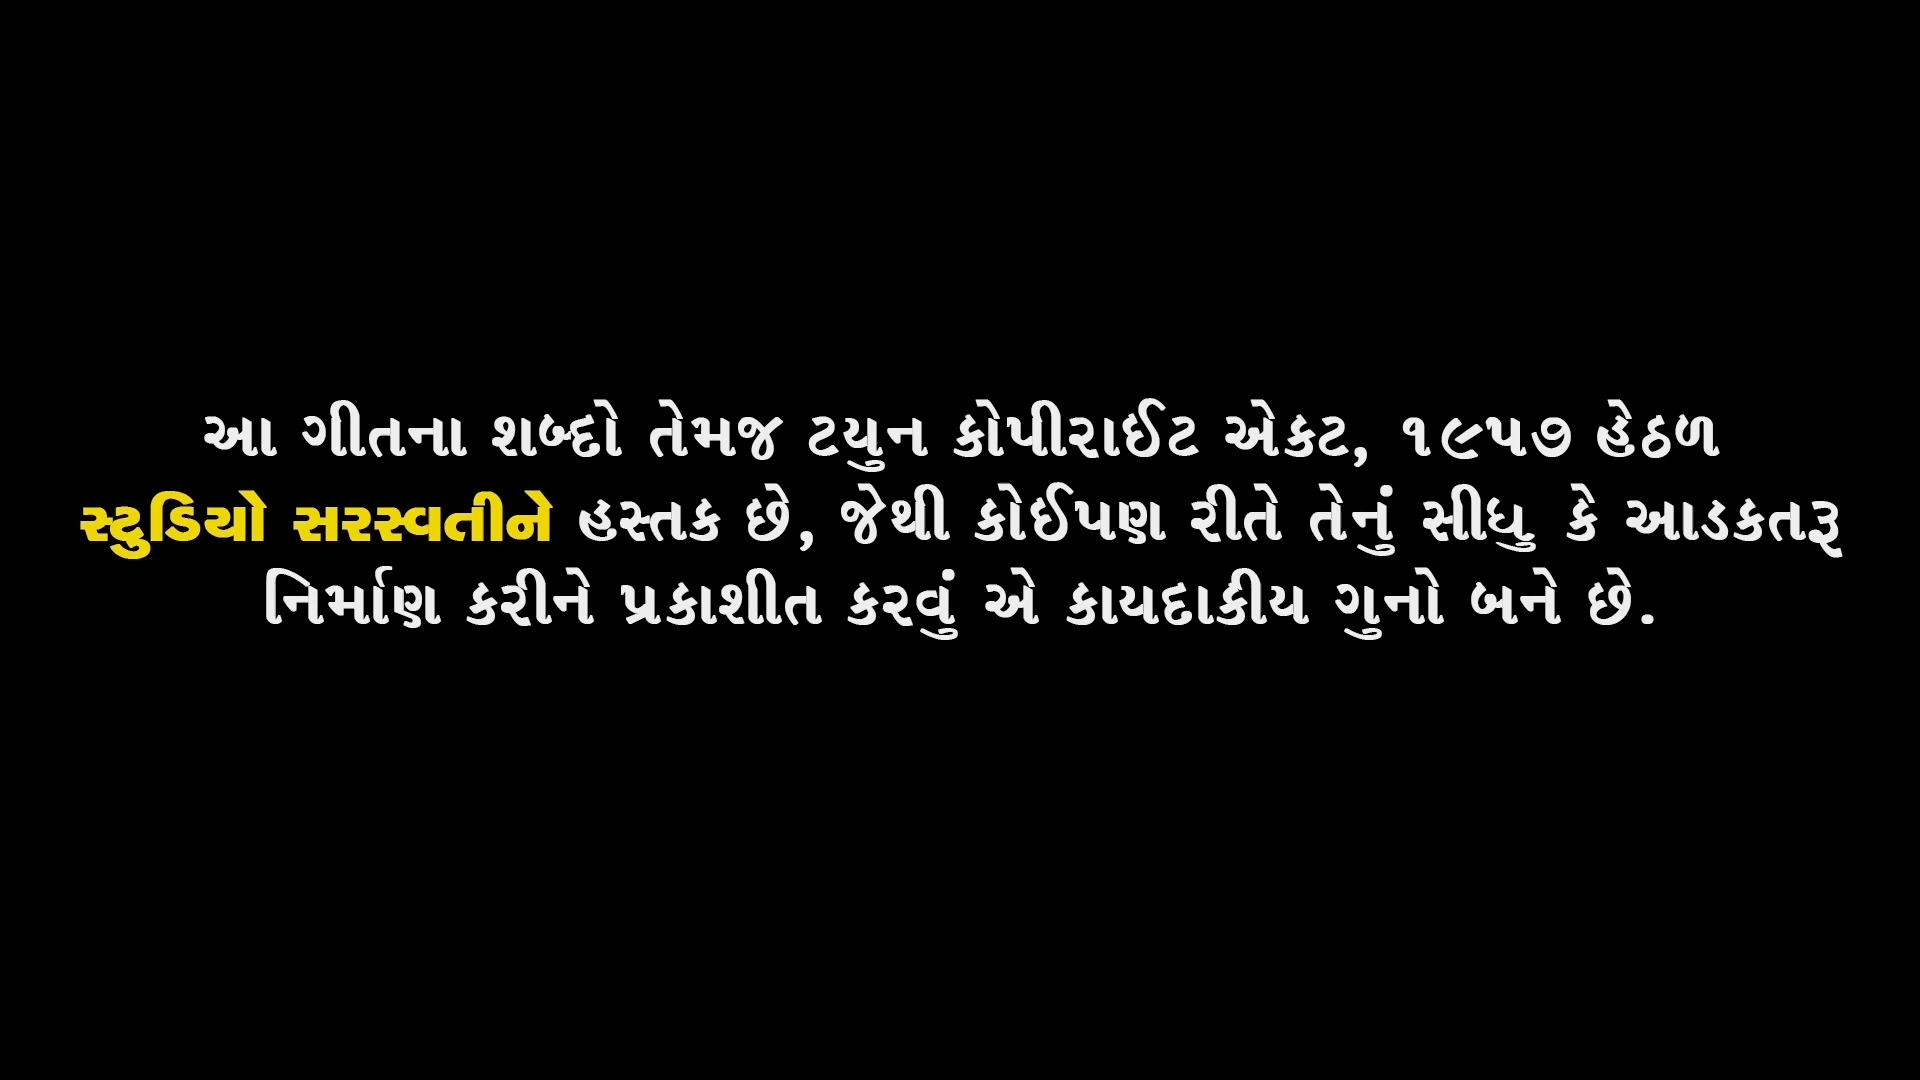 આ ગીતના શબ્દો તેમજ ટયુન કોપીરાઈટ એકટ, ૧૯૫૭ હેઠળ
સ્ટુડિયો સરસ્વતીને હસ્તક છે, જેથી કોઈપણ રીતે તેનું સીધુ કે આડકતરૂ
નિર્માણ કરીને પ્રકાશીત કરવું એ કાયદાકીય ગુનો બને છે.